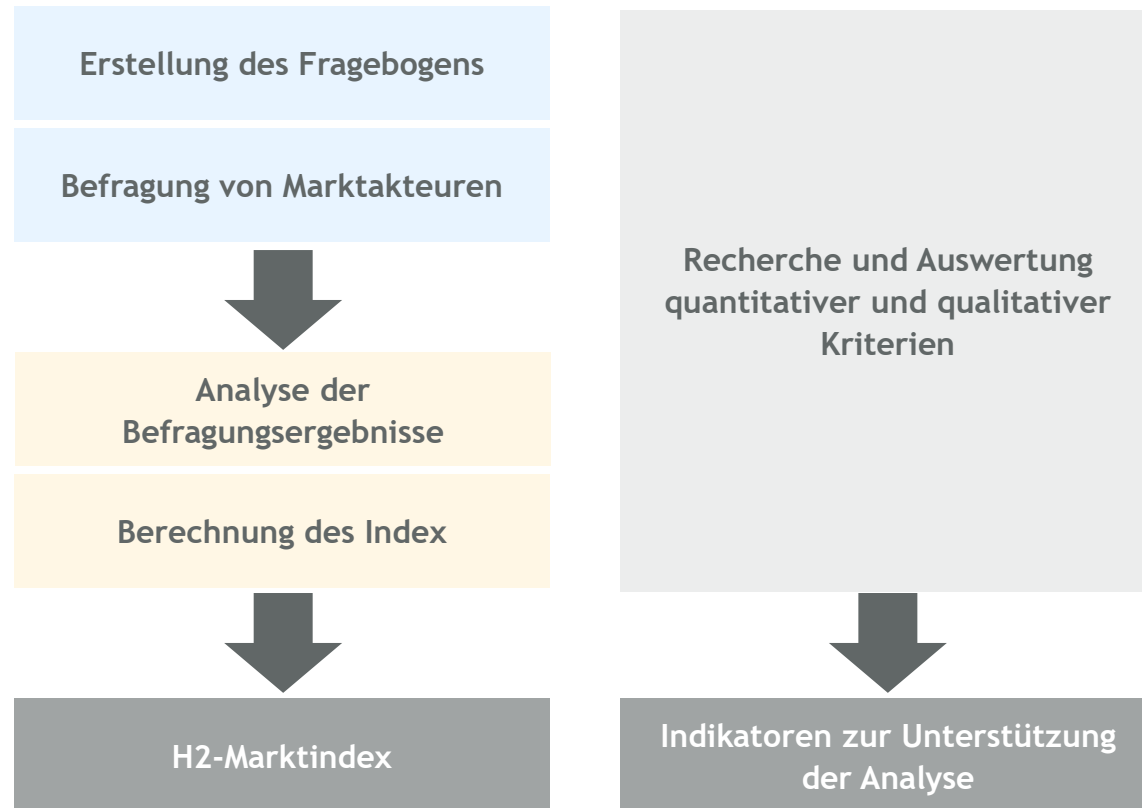 Erstellung des Fragebogens
Befragung von Marktakteuren
Analyse der
Befragungsergebnisse
Berechnung des Index
H2-Marktindex
Recherche und Auswertung
quantitativer und qualitativer
Kriterien
Indikatoren zur Unterstützung
der Analyse